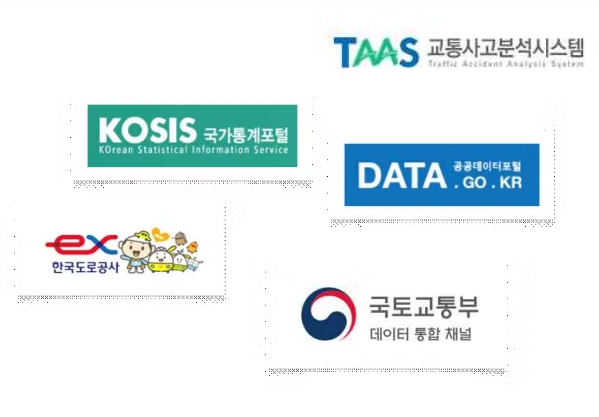 TAAS 교통사고분석시스템
Traffic Accident Analysis System
KOSIS 국가통계포털
KOrean Statistical Information Service
DATA 공공데이터포털
.GO.KR
ex
한국도로공사
국토교통부
데이터 통합 채널